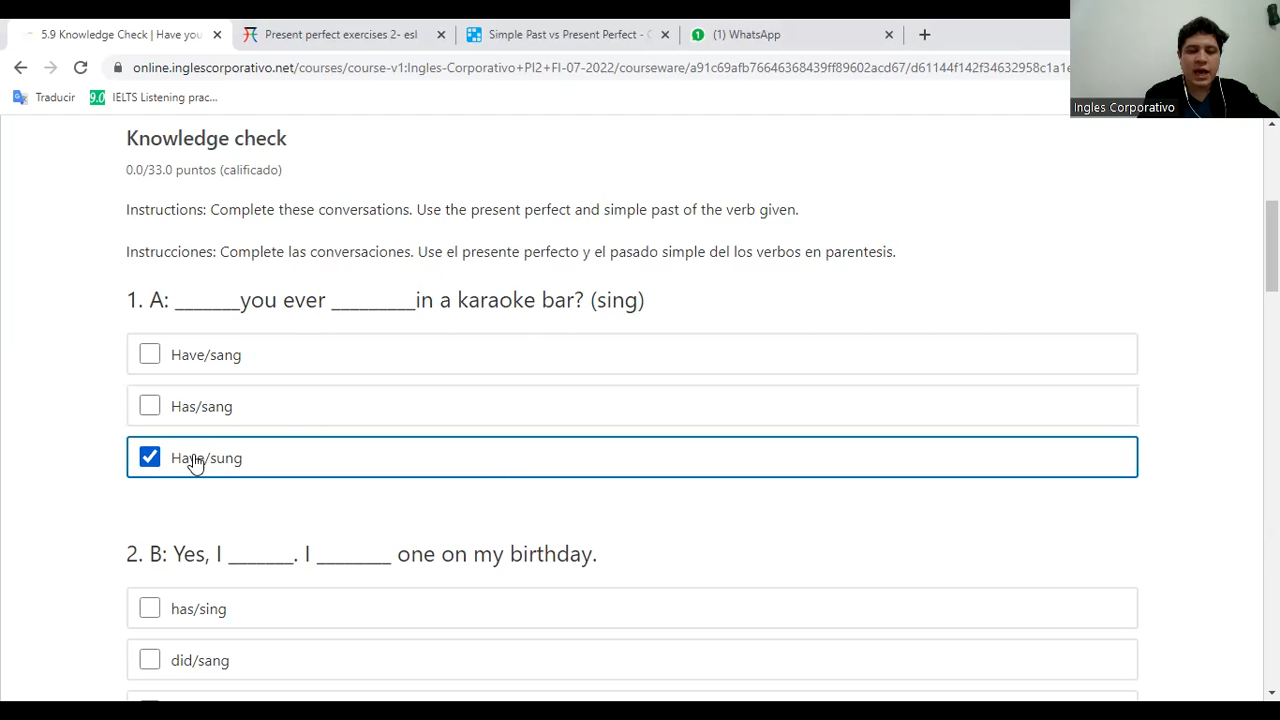 5.9 Knowledge Check | Have you
Present perfect exercises 2- esl
Simple Past vs Present Perfect - C
(1) WhatsApp
online.inglescorporativo.net/courses/course-v1:Ingles-Corporativo+PI2+FI-07-2022/courseware/a91c69afb76646368439ff89602acd67/d61144f142f34632958c1a1e
Ingles Corporativo
Traducir
9.0 IELTS Listening prac...
Knowledge check
0.0/33.0 puntos (calificado)
Instructions: Complete these conversations. Use the present perfect and simple past of the verb given.
Instrucciones: Complete las conversaciones. Use el presente perfecto y el pasado simple del los verbos en parentesis.
1. A: _______you ever _________in a karaoke bar? (sing)
Have/sang
Has/sang
Have/sung
2. B: Yes, I _______. I ________ one on my birthday.
has/sing
did/sang